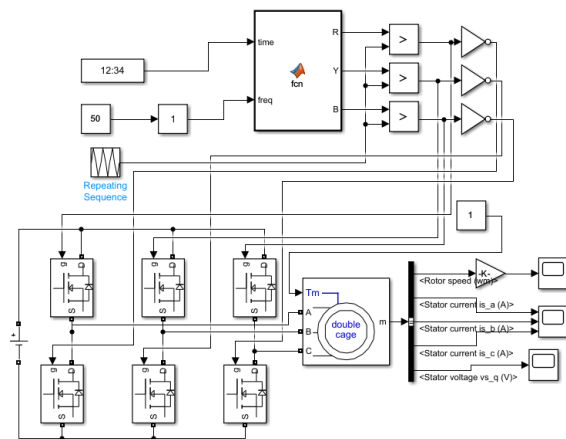 time
freq
fcn
R
Y
B
>
>
>
12:34
50
1
Repeating
Sequence
1
g
D
S
g
D
S
g
D
S
Tm
A
B
C
double
cage
m
-K-
<Rotor speed (wm)>
<Stator current is_a (A)>
<Stator current is_b (A)>
<Stator current is_c (A)>
<Stator voltage vs_q (V)>
+
g
D
S
g
D
S
g
D
S